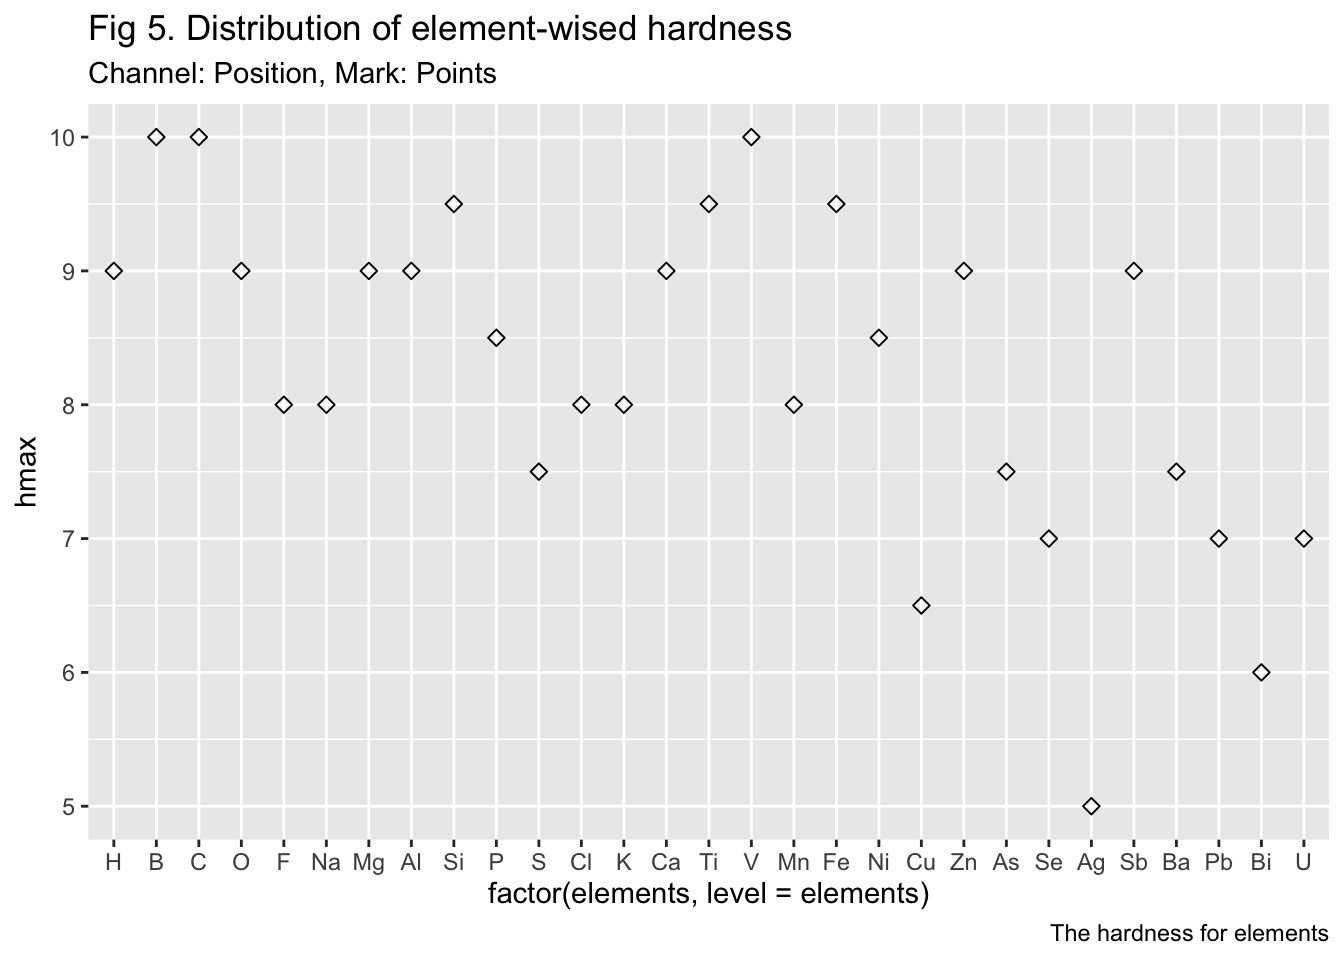 Fig 5. Distribution of element-wised hardness
Channel: Position, Mark: Points
10
9
8
7
6
5
hmax
H B C O F Na Mg Al Si P S Cl K Ca Ti V Mn Fe Ni Cu Zn As Se Ag Sb Ba Pb Bi U
factor(elements, level = elements)
The hardness for elements